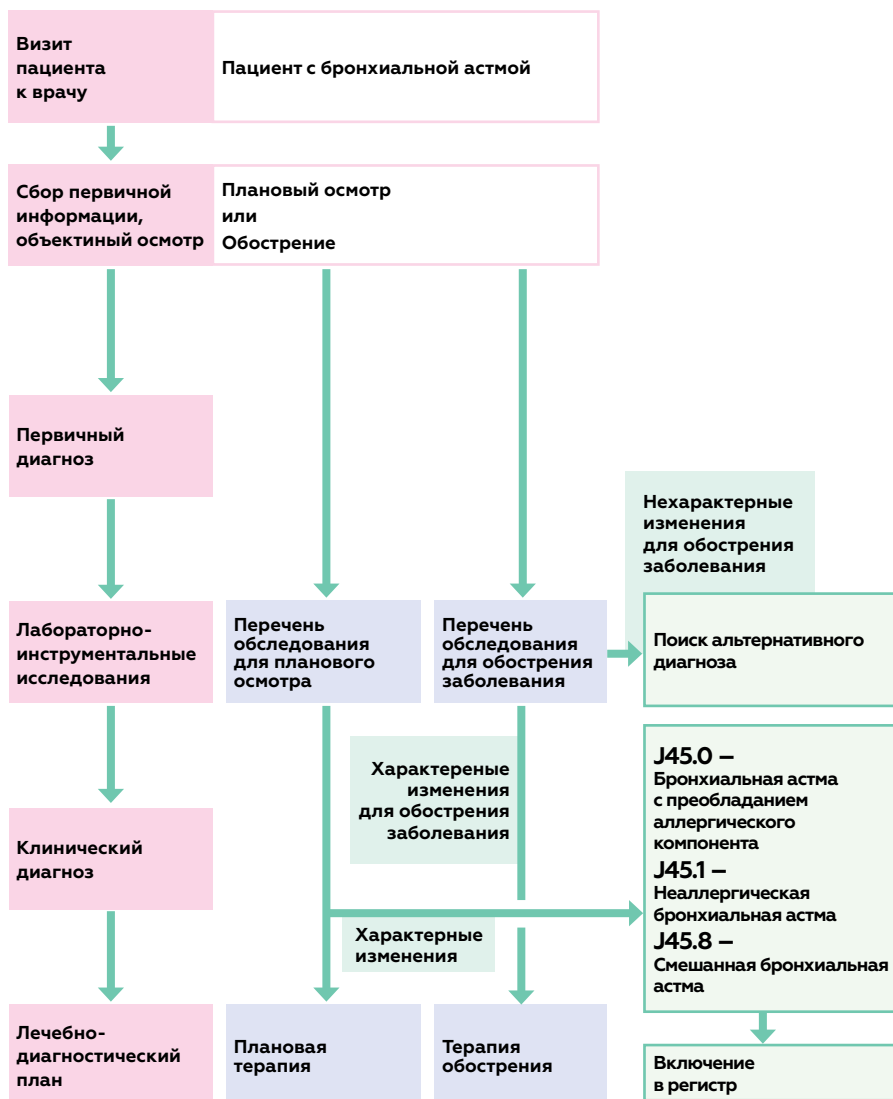 Визит
пациента
к врачу
Пациент с бронхиальной астмой
Сбор первичной
информации,
объектиный осмотр
Плановый осмотр
или
Обострение
Первичный
диагноз
Нехарактерные
изменения
для обострения
заболевания
Лабораторно-
инструментальные
исследования
Перечень
обследования
для планового
осмотра
Перечень
обследования
для обострения
заболевания
Поиск альтернативного
диагноза
Характереные
изменения
для обострения
заболевания
J45.0 –
Бронхиальная астма
с преобладанием
аллергического
компонента
J45.1 –
Неаллергическая
бронхиальная астма
J45.8 –
Смешанная бронхиальная
астма
Клинический
диагноз
Характерные
изменения
Лечебно-
диагностический
план
Плановая
терапия
Терапия
обострения
Включение
в регистр